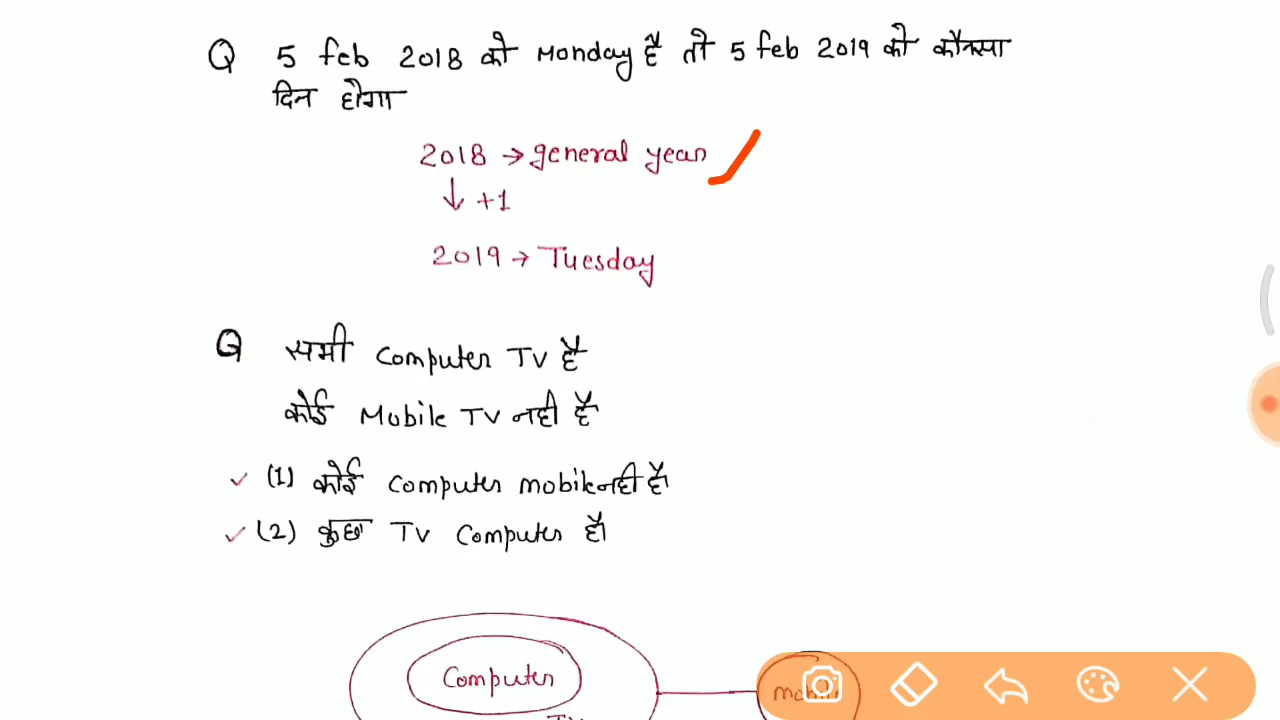 Q 5 feb 2018 को Monday है तो 5 feb 2019 को कौनसा
दिन होगा
2018 → general year
↓ +1
2019 → Tuesday
Q सभी Computer TV है
कोई Mobile TV नही है
(1) कोई Computer mobile नही है।
(2) कुछ TV Computer है।
Computer